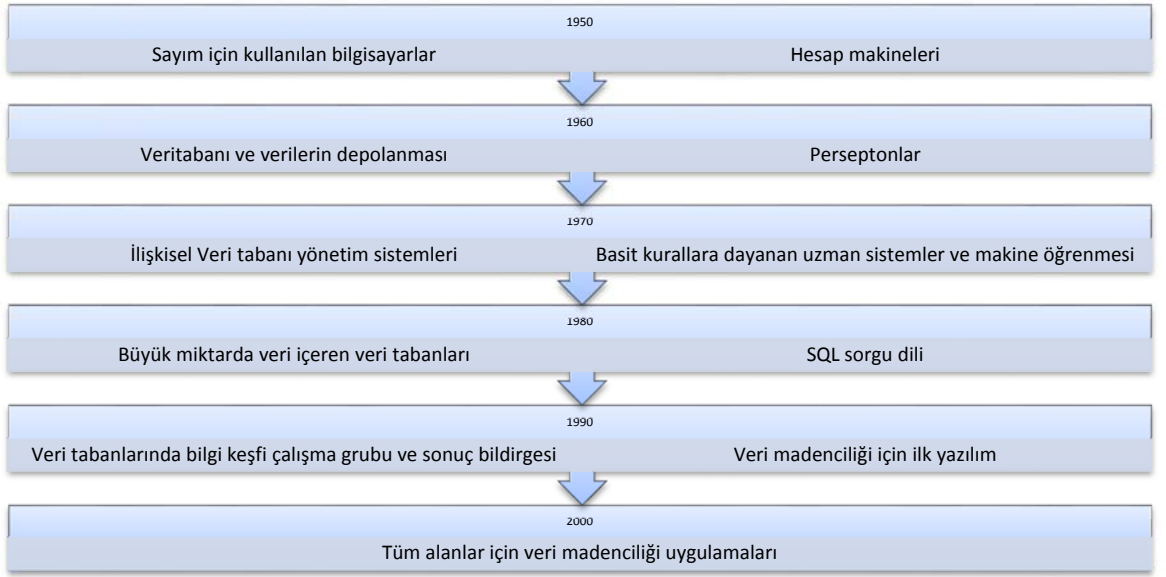 1950
Sayım için kullanılan bilgisayarlar Hesap makineleri
1960
Veritabanı ve verilerin depolanması Perseptonlar
1970
İlişkisel Veri tabanı yönetim sistemleri Basit kurallara dayanan uzman sistemler ve makine öğrenmesi
1980
Büyük miktarda veri içeren veri tabanları SQL sorgu dili
1990
Veri tabanlarında bilgi keşfi çalışma grubu ve sonuç bildirgesi Veri madenciliği için ilk yazılım
2000
Tüm alanlar için veri madenciliği uygulamaları